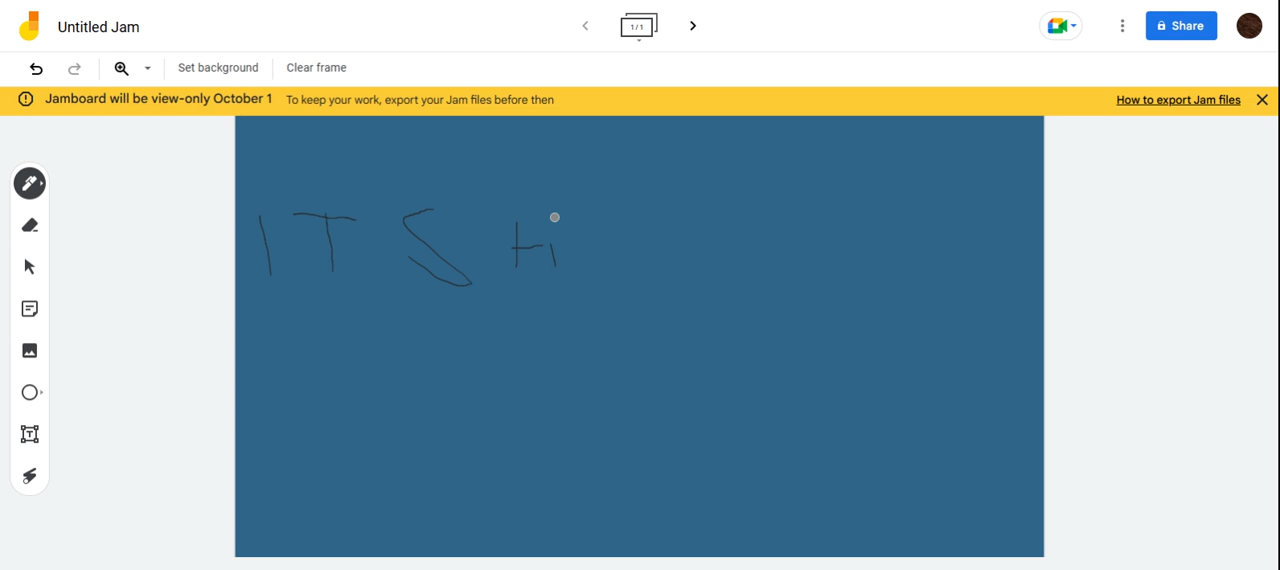 Untitled Jam
1 / 1
Share
Set background
Clear frame
Jamboard will be view-only October 1 To keep your work, export your Jam files before then How to export Jam files
T
IT S